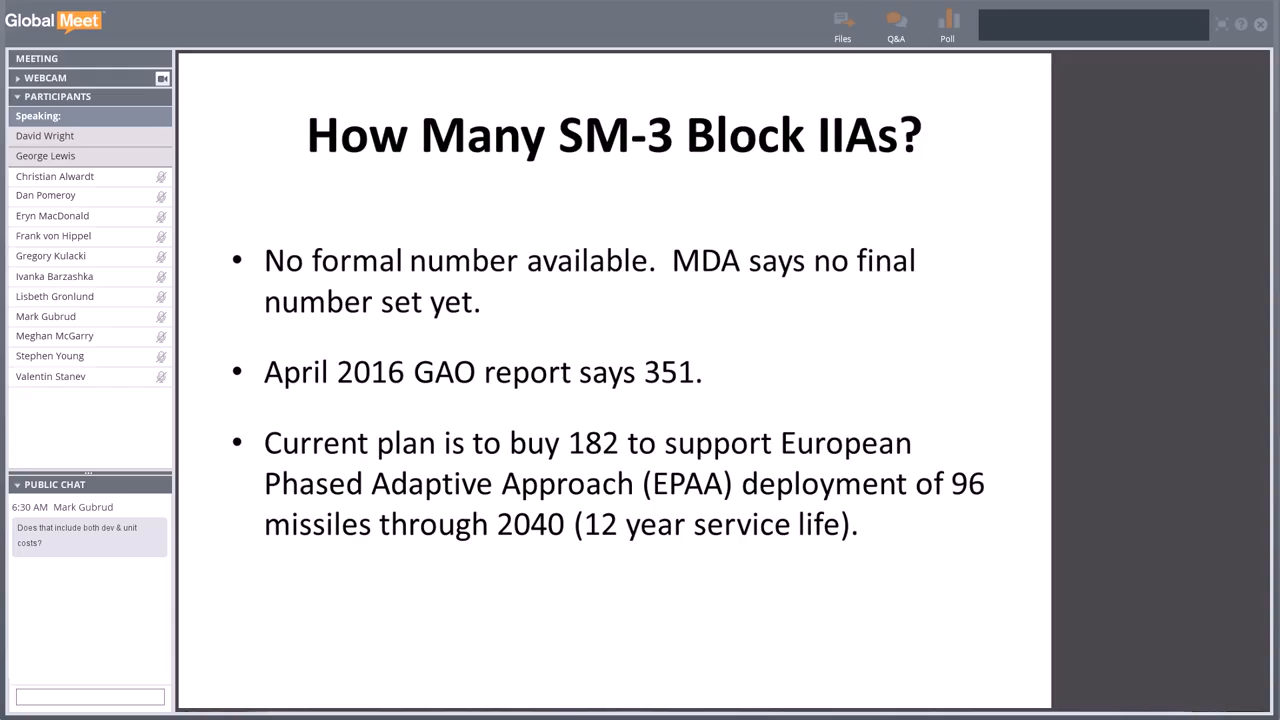 GlobalMeet
Files
Q&A
Poll
MEETING
WEBCAM
PARTICIPANTS
Speaking:
David Wright
George Lewis
Christian Alwardt
Dan Pomeroy
Eryn MacDonald
Frank von Hippel
Gregory Kulacki
Ivanka Barzashka
Lisbeth Gronlund
Mark Gubrud
Meghan McGarry
Stephen Young
Valentin Stanev
PUBLIC CHAT
6:30 AM Mark Gubrud
Does that include both dev & unit
costs?
How Many SM-3 Block IIAs?
• No formal number available. MDA says no final
number set yet.
• April 2016 GAO report says 351.
• Current plan is to buy 182 to support European
Phased Adaptive Approach (EPAA) deployment of 96
missiles through 2040 (12 year service life).